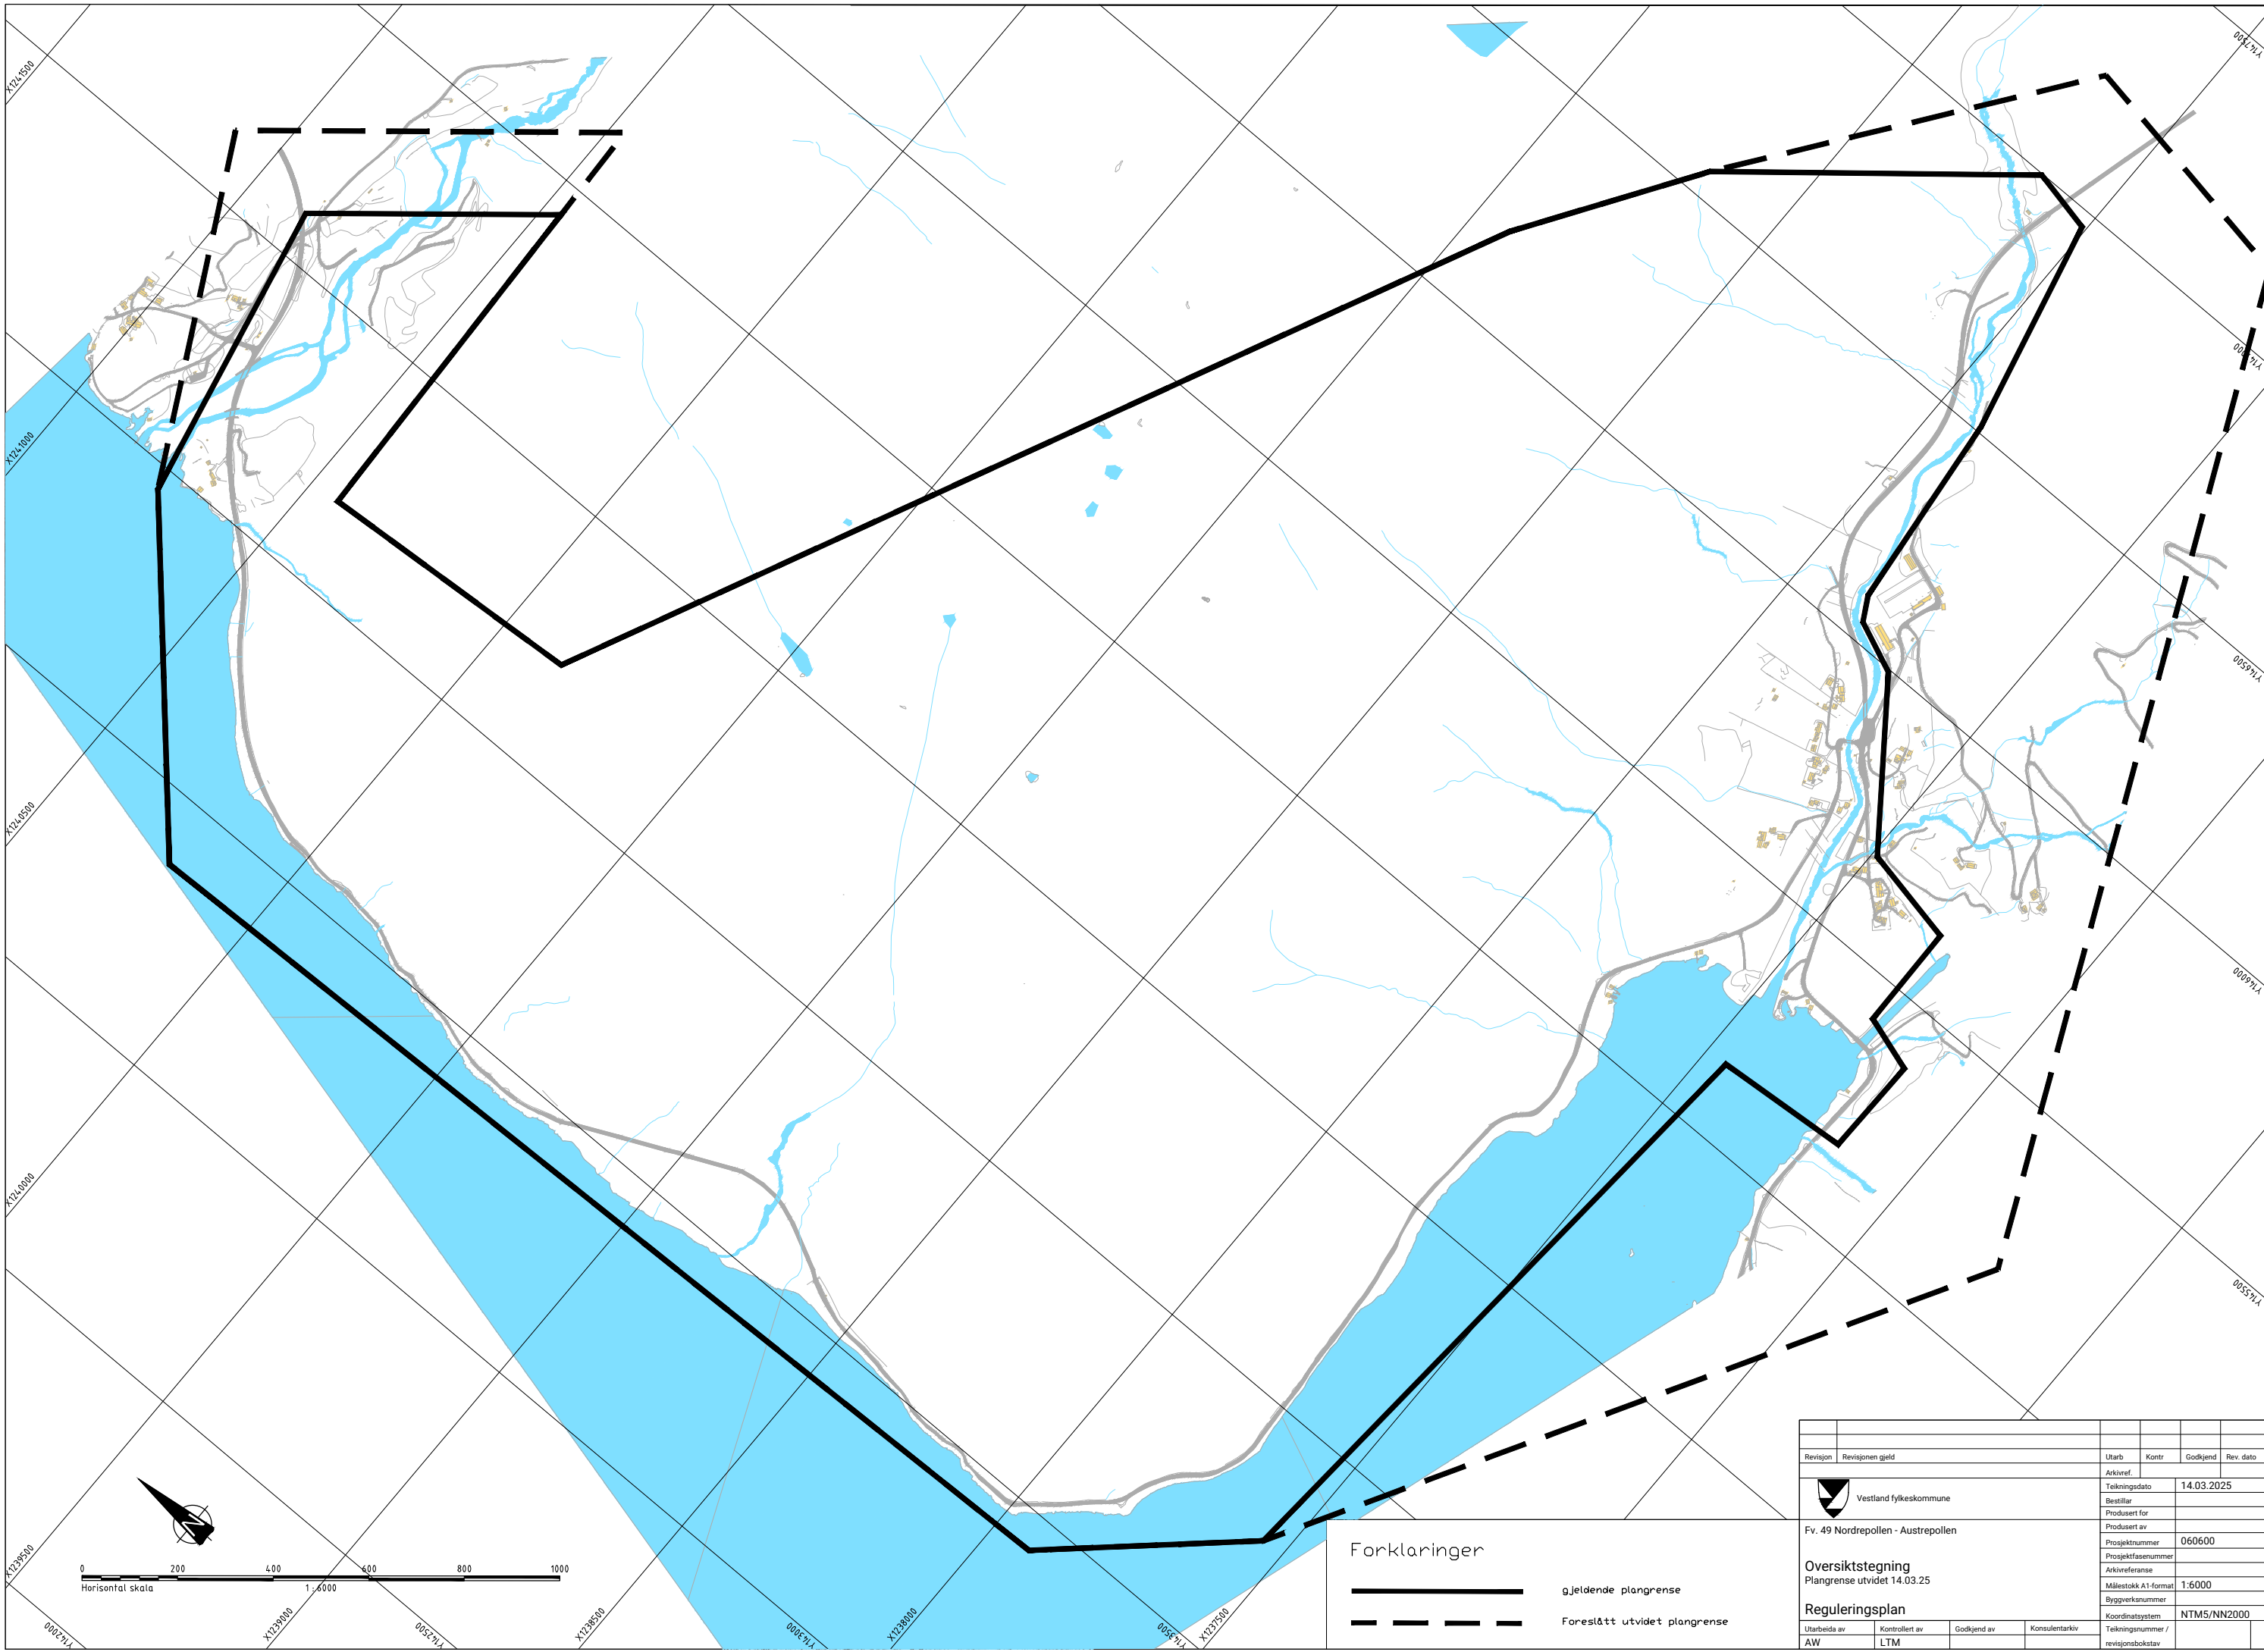 X1241500
X1241000
X1240500
X1240000
X1239500
X1239000
X1238500
X1238000
X1237500
Y142000
Y142500
Y143000
Y143500
Y145500
Y146000
Y146500
Y147500
0 200 400 600 800 1000
Horisontal skala 1:6000
N
Forklaringer
gjeldende plangrense
Foreslått utvidet plangrense
Revisjon Revisjonen gjeld Utarb Kontr Godkjend Rev. dato
Arkivref.
Vestland fylkeskommune
Teikningsdato 14.03.2025
Bestillar
Produsert for
Fv. 49 Nordrepollen - Austrepollen
Produsert av
Prosjektnummer 060600
Prosjektfasenummer
Oversiktstegning
Arkivreferanse
Plangrense utvidet 14.03.25
Målestokk A1-format 1:6000
Byggverksnummer
Reguleringsplan
Koordinatsystem NTM5/NN2000
Utarbeida av Kontrollert av Godkjend av Konsulentarkiv
Teikningsnummer /
revisjonsbokstav
AW LTM